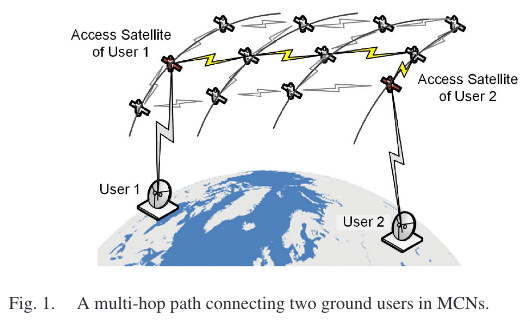 Access Satellite
of User 1
Access Satellite
of User 2
User 1
User 2
Fig. 1. A multi-hop path connecting two ground users in MCNs.